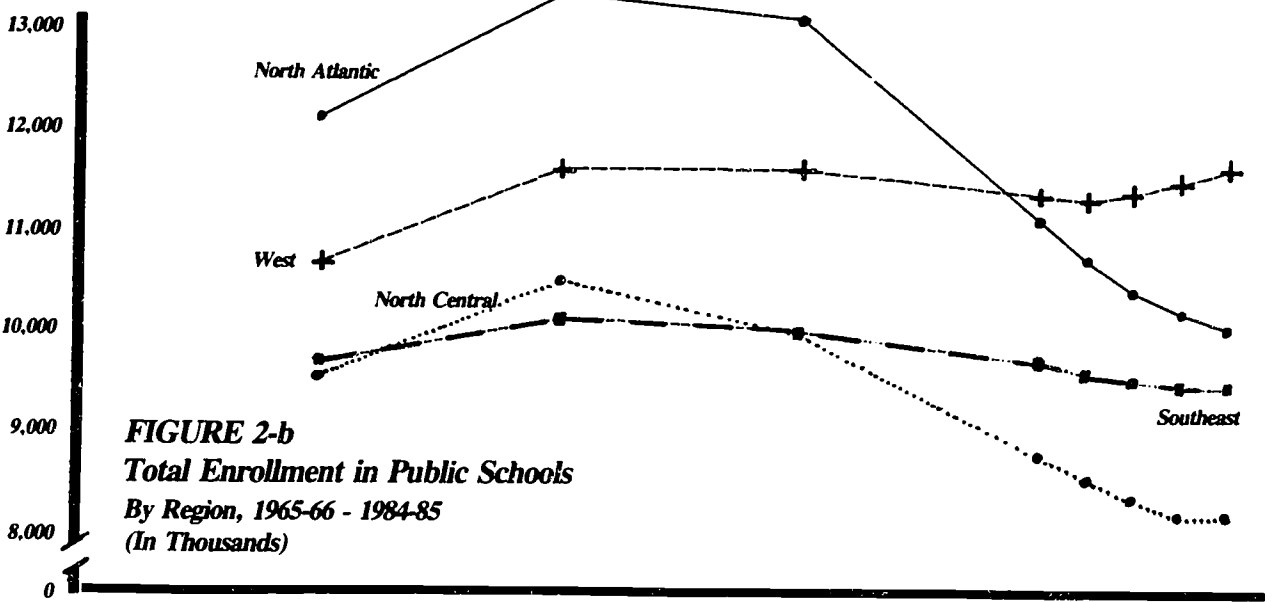 13,000
North Atlantic
12,000
11,000
West
North Central
10,000
9,000
Southeast
FIGURE 2-b
Total Enrollment in Public Schools
By Region, 1965-66 - 1984-85
(In Thousands)
8,000
0